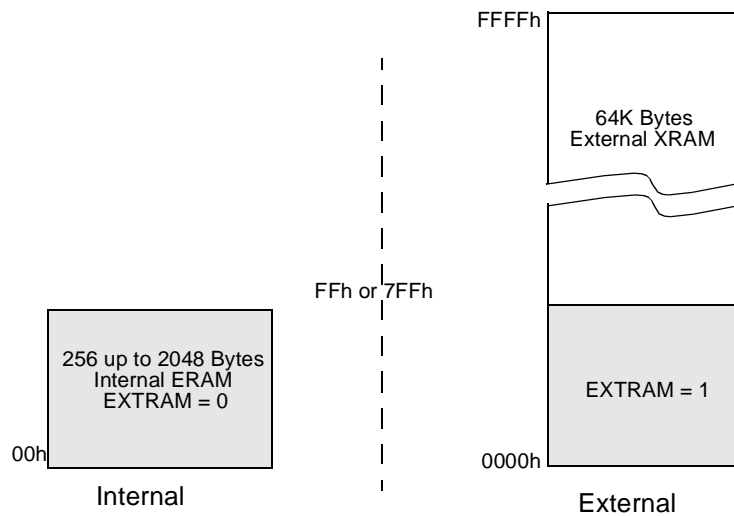 FFFFh
64K Bytes
External XRAM
FFh or 7FFh
256 up to 2048 Bytes
Internal ERAM
EXTRAM = 0
EXTRAM = 1
00h
0000h
Internal
External